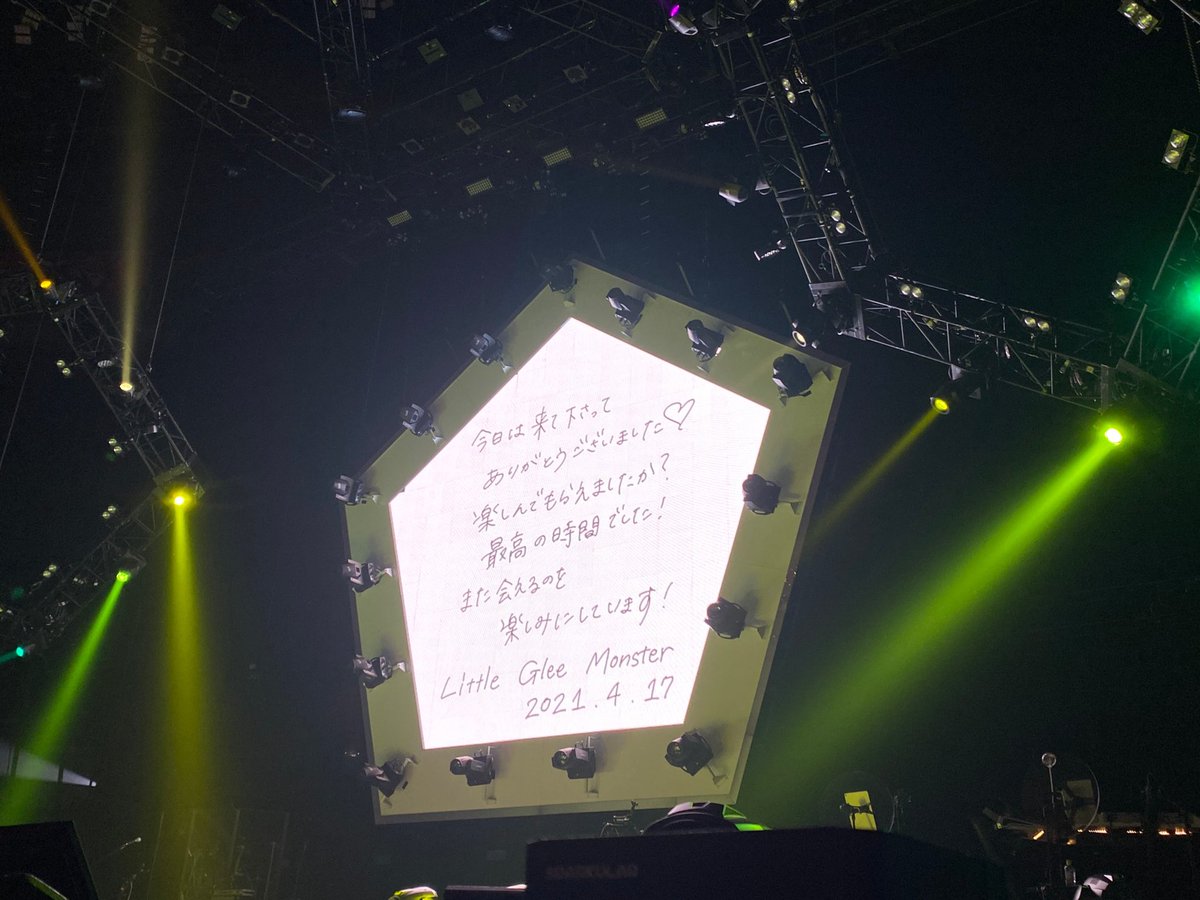 今日は来て下さって
ありがとうございました♡
楽しんでもらえましたか?
最高の時間でした!
また会えるのを
楽しみにしています!
Little Glee Monster
2021.4.17